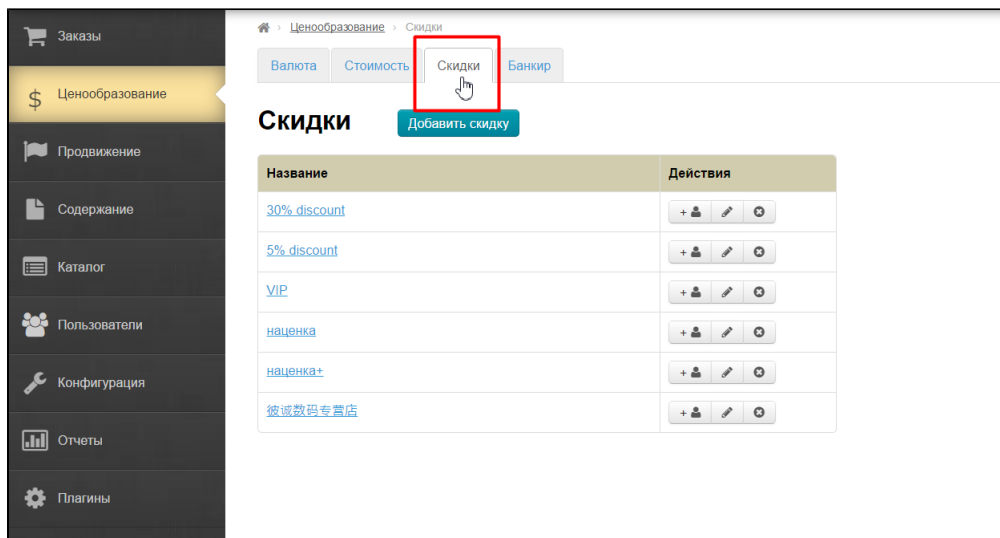 Заказы
Ценообразование
Продвижение
Содержание
Каталог
Пользователи
Конфигурация
Отчеты
Плагины
Ценообразование › Скидки
Валюта Стоимость Скидки Банкир
Скидки Добавить скидку
Название Действия
30% discount
5% discount
VIP
наценка
наценка+
彼诚数码专营店